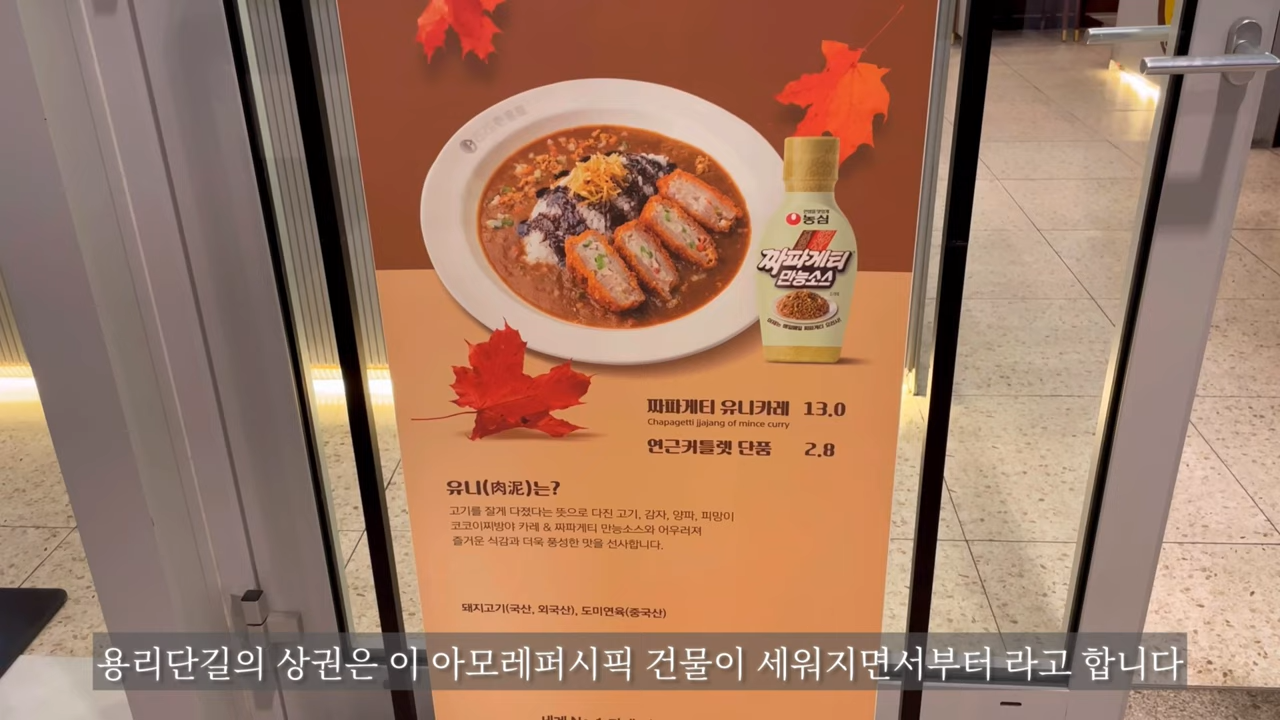 농심
짜파게티
만능소스
짜파게티 유니카레 13.0
Chapagetti jjajang of mince curry
연근커틀렛 단품 2.8
유니(肉泥)는?
고기를 잘게 다졌다는 뜻으로 다진 고기, 감자, 양파, 피망이
코코이찌방야 카레 & 짜파게티 만능소스와 어우러져
즐거운 식감과 더욱 풍성한 맛을 선사합니다.
돼지고기(국산, 외국산), 도미연육(중국산)
용리단길의 상권은 이 아모레퍼시픽 건물이 세워지면서부터 라고 합니다